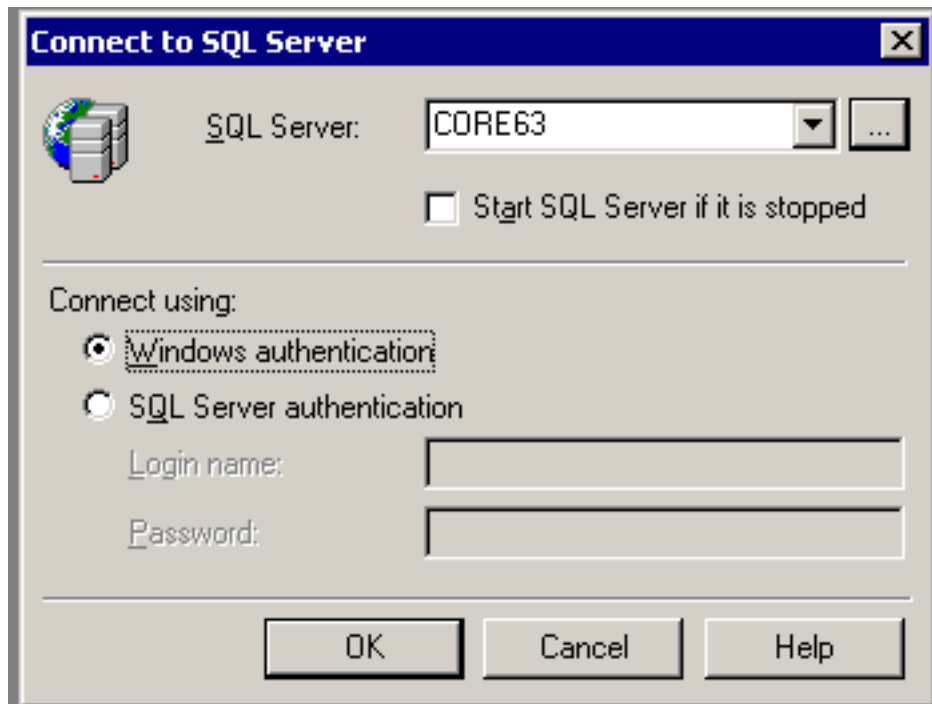 Connect to SQL Server
SQL Server: CORE63 ...
Start SQL Server if it is stopped
Connect using:
Windows authentication
SQL Server authentication
Login name:
Password:
OK Cancel Help